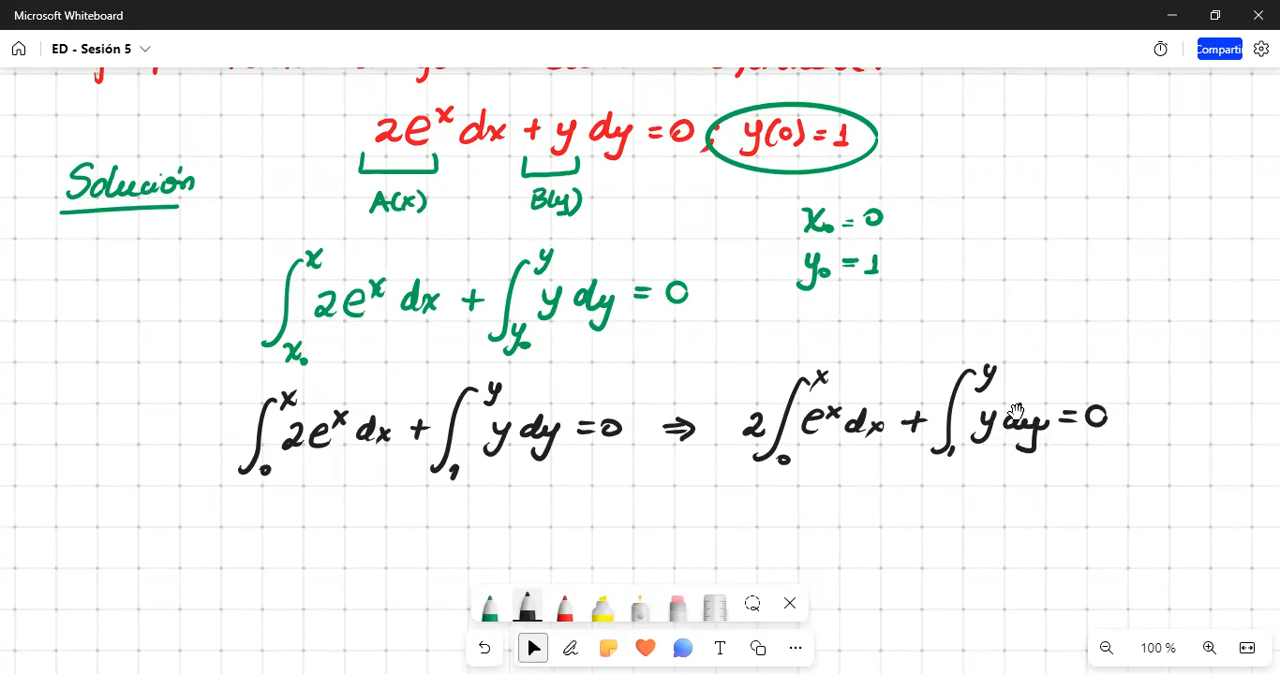 Microsoft Whiteboard
ED - Sesión 5
Compartir
2e^x dx + y dy = 0; y(0) = 1
Solución
A(x) B(y)
x₀ = 0
y₀ = 1
∫_{x₀}^{x} 2e^x dx + ∫_{y₀}^{y} y dy = 0
∫_0^x 2e^x dx + ∫_1^y y dy = 0 ⇒ 2∫_0^x e^x dx + ∫_1^y y dy = 0
T
100 %